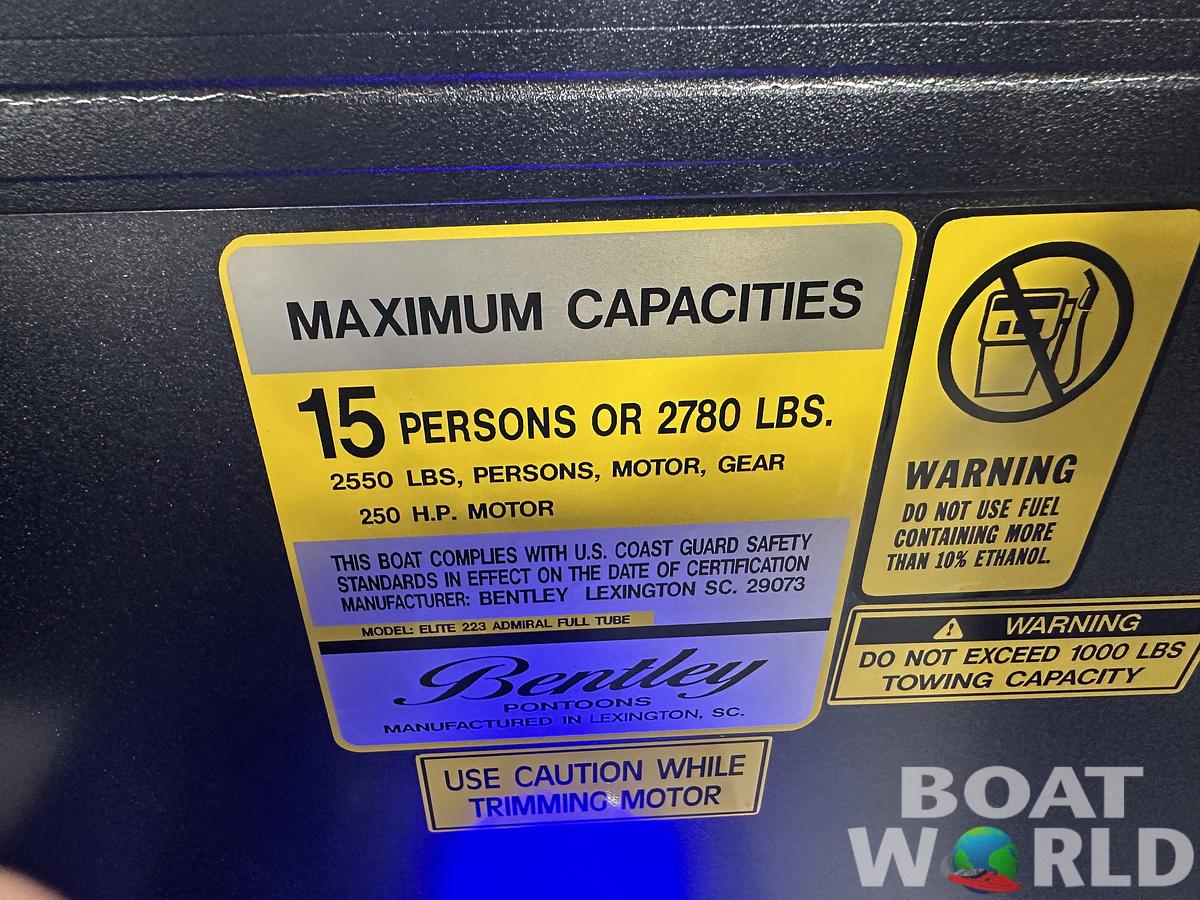 MAXIMUM CAPACITIES
15 PERSONS OR 2780 LBS.
2550 LBS, PERSONS, MOTOR, GEAR
250 H.P. MOTOR
THIS BOAT COMPLIES WITH U.S. COAST GUARD SAFETY
STANDARDS IN EFFECT ON THE DATE OF CERTIFICATION
MANUFACTURER: BENTLEY LEXINGTON SC. 29073
MODEL: ELITE 223 ADMIRAL FULL TUBE
Bentley
PONTOONS
MANUFACTURED IN LEXINGTON, SC.
USE CAUTION WHILE
TRIMMING MOTOR
WARNING
DO NOT USE FUEL
CONTAINING MORE
THAN 10% ETHANOL.
WARNING
DO NOT EXCEED 1000 LBS
TOWING CAPACITY
BOAT
WORLD